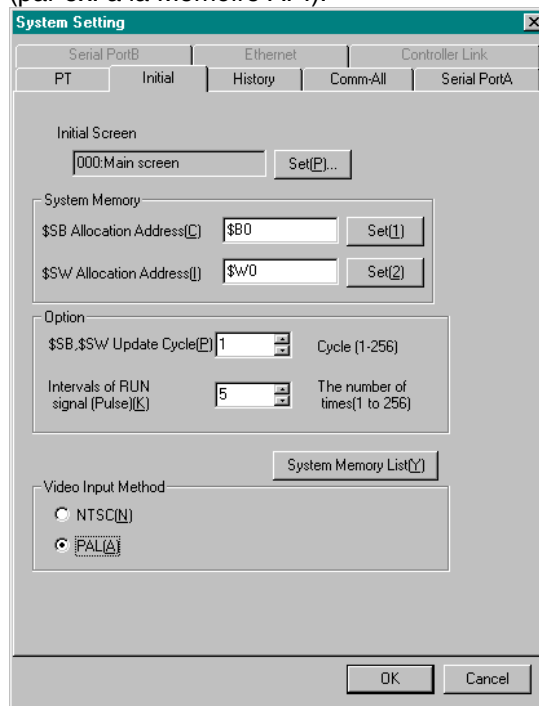 (par ex. à la mémoire API).
System Setting
Serial PortB Ethernet Controller Link
PT Initial History Comm-All Serial PortA
Initial Screen
000:Main screen Set(P)...
System Memory
$SB Allocation Address(C) $B0 Set(1)
$SW Allocation Address(I) $W0 Set(2)
Option
$SB,$SW Update Cycle(P) 1 Cycle (1-256)
Intervals of RUN The number of
signal (Pulse)(K) 5 times(1 to 256)
System Memory List(Y)
Video Input Method
NTSC(N)
PAL(A)
OK Cancel